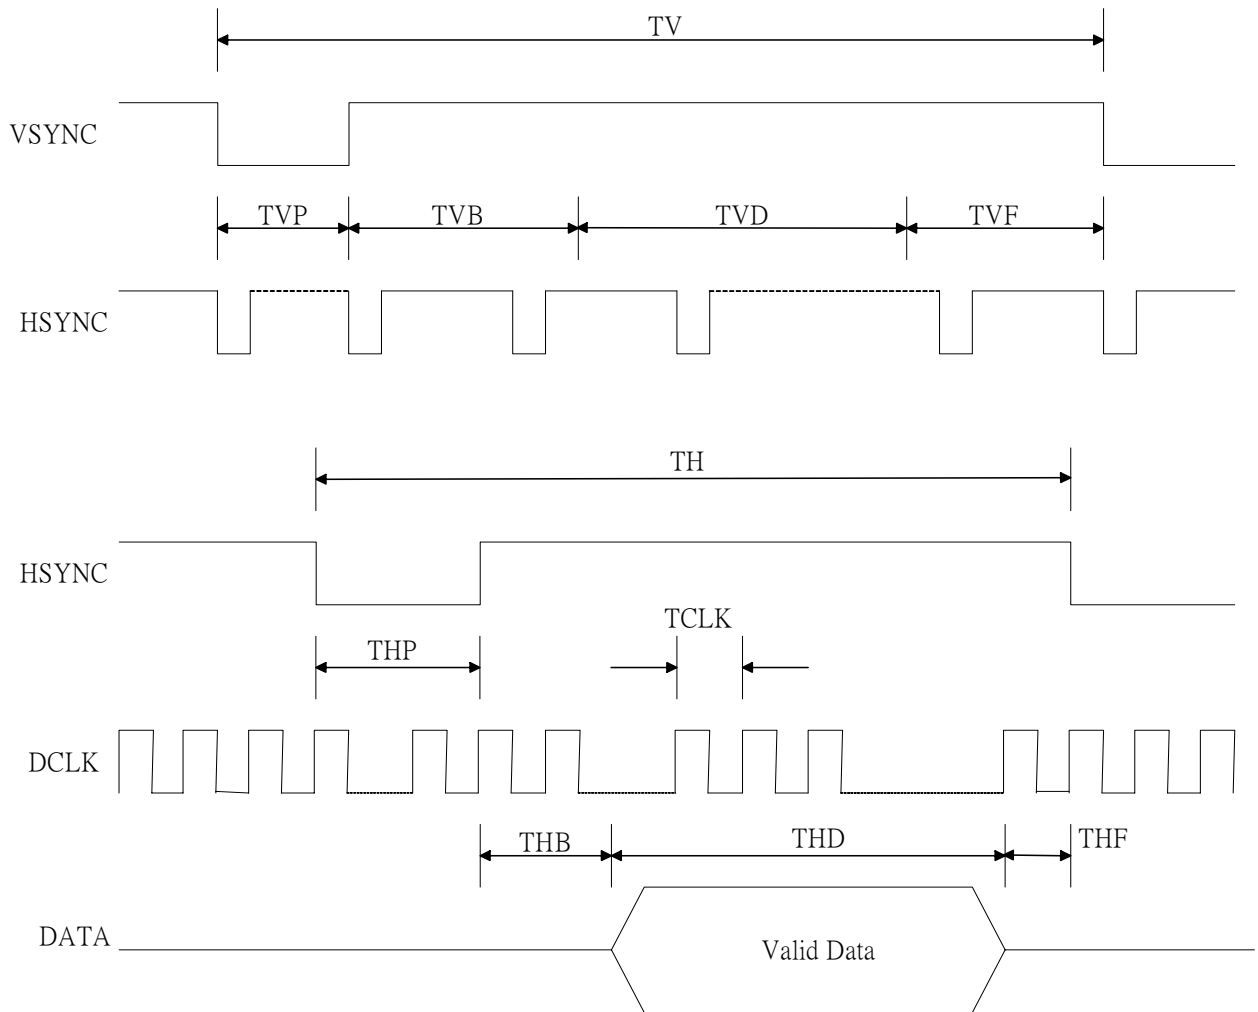 TV
VSYNC
TVP TVB TVD TVF
HSYNC
TH
HSYNC
TCLK
THP
DCLK
THB THD THF
DATA
Valid Data